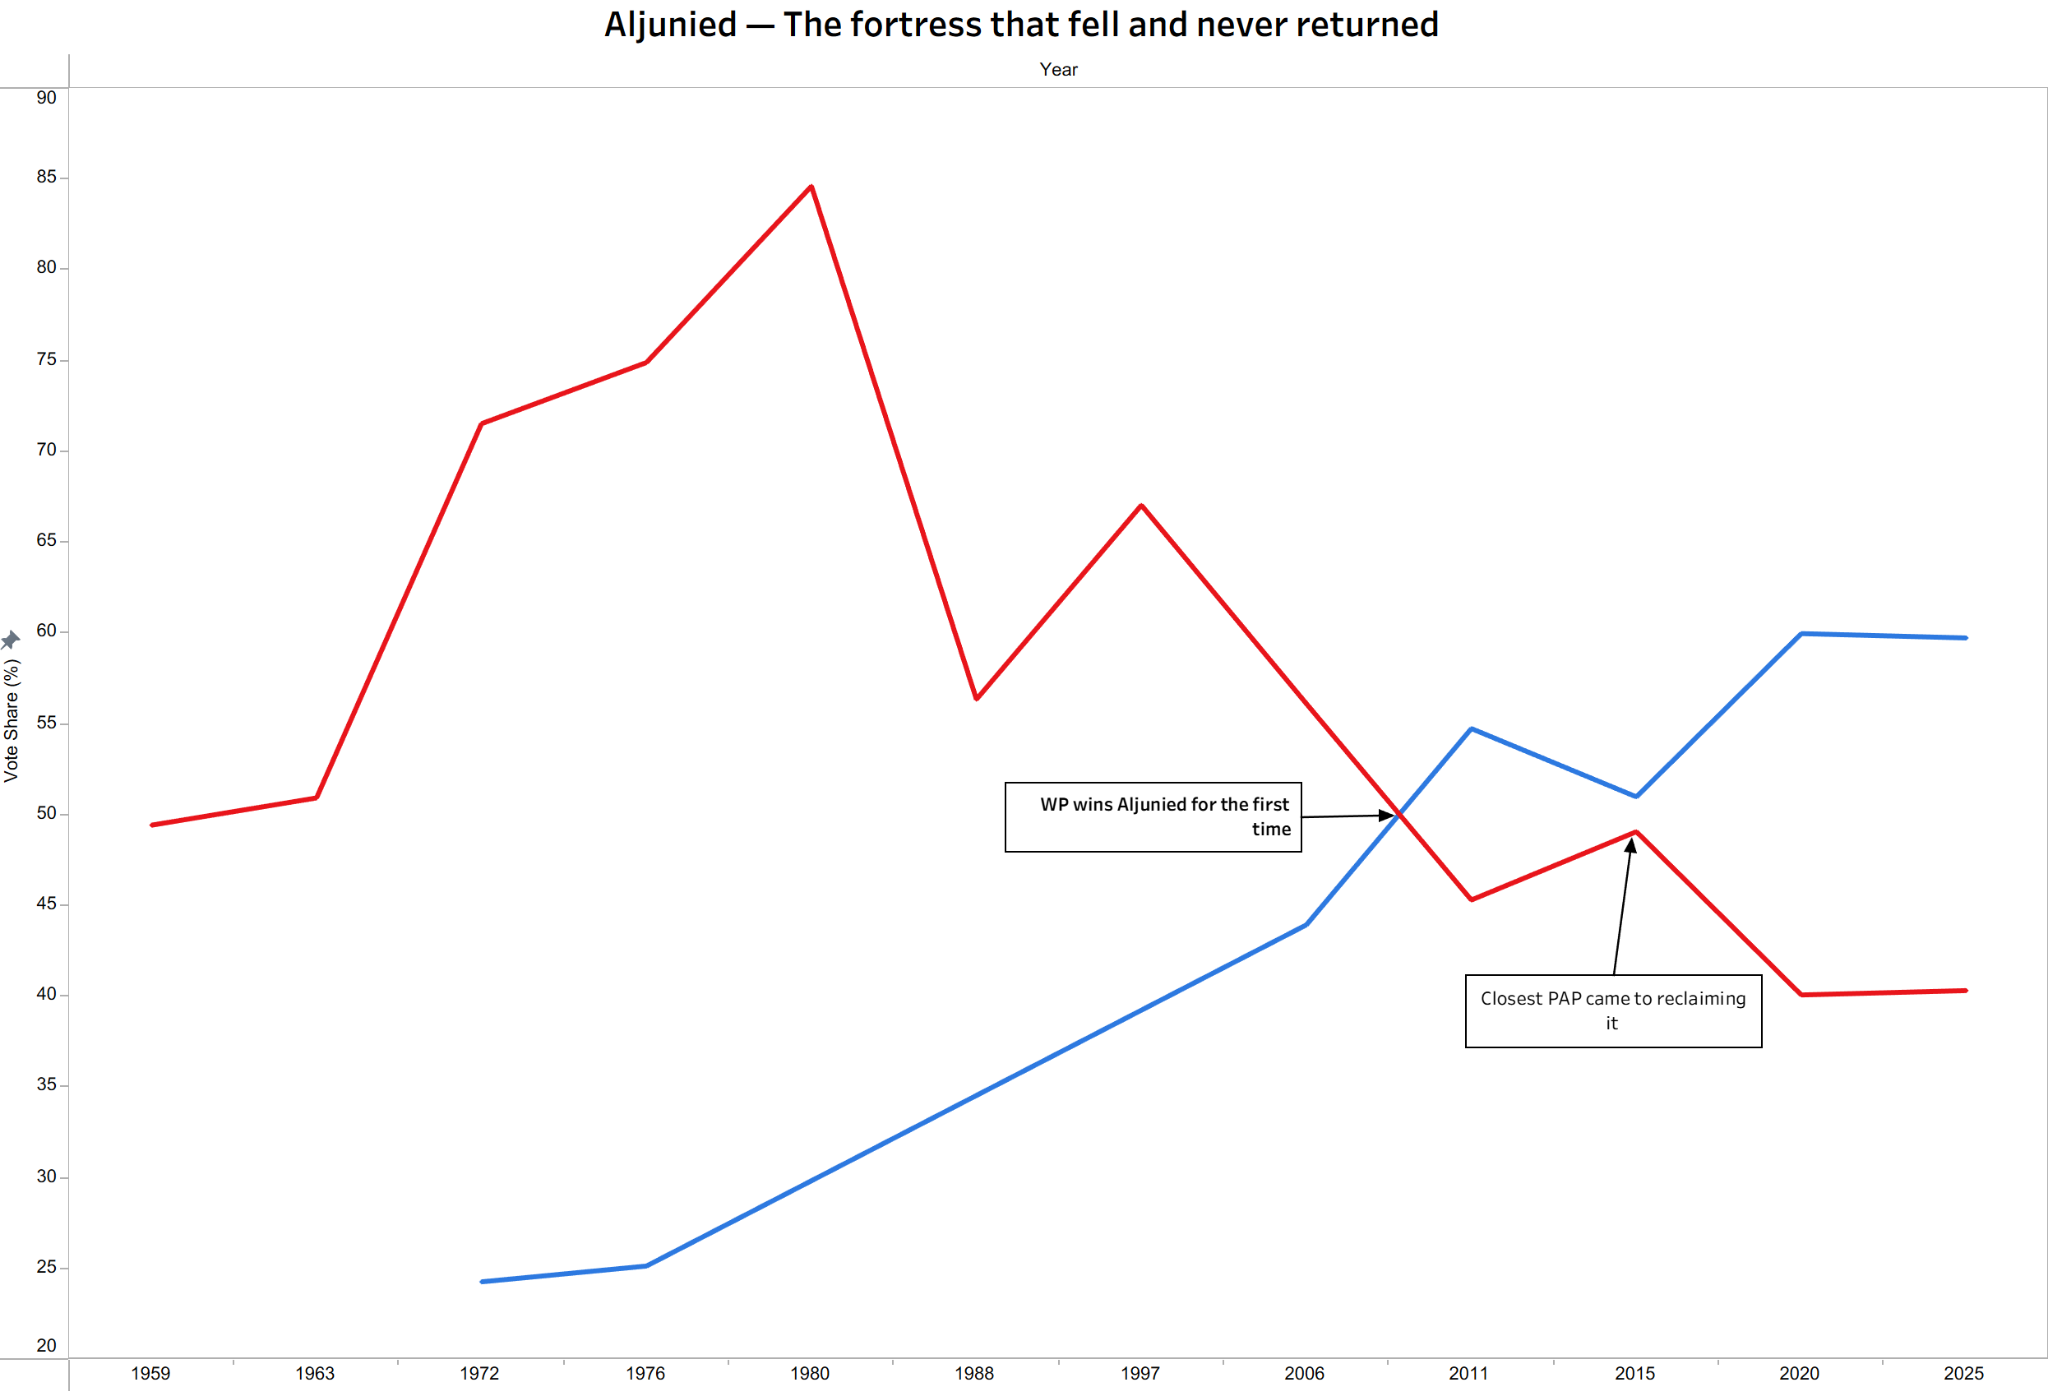 Aljunied — The fortress that fell and never returned
Year
90
85
80
75
70
65
60
55
50
45
40
35
30
25
20
Vote Share (%)
WP wins Aljunied for the first
time
Closest PAP came to reclaiming
it
1959 1963 1972 1976 1980 1988 1997 2006 2011 2015 2020 2025